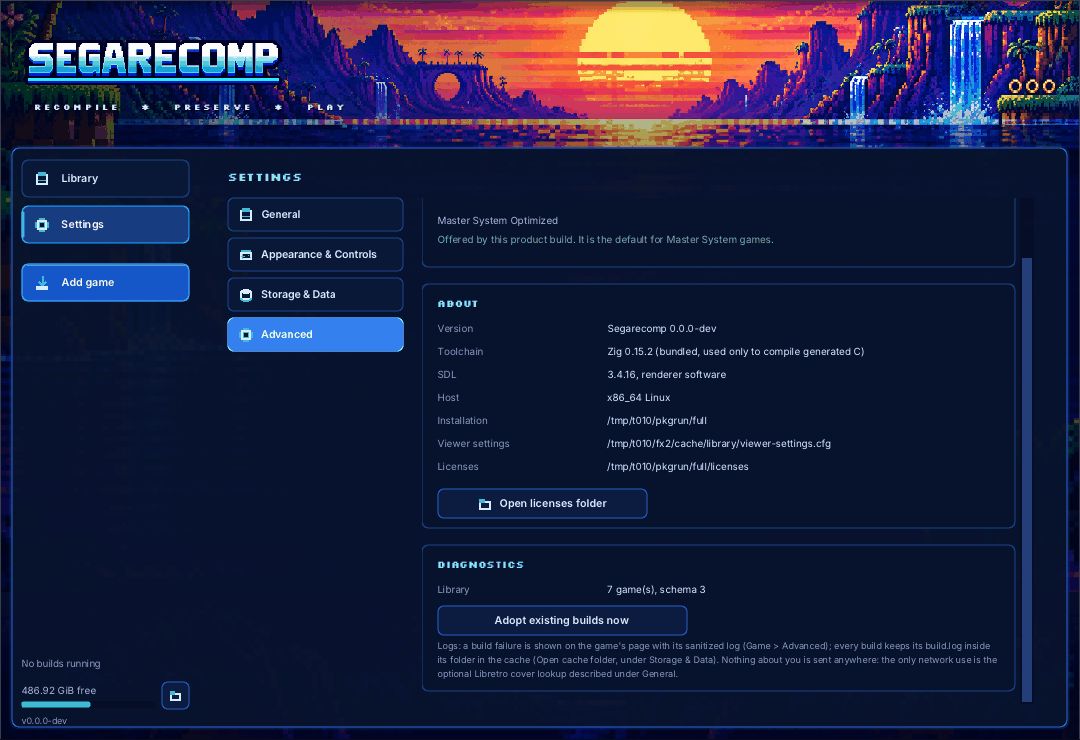 SEGARECOMP
RECOMPILE * PRESERVE * PLAY
Library
Settings
Add game
No builds running
486.92 GiB free
v0.0.0-dev
SETTINGS
General
Appearance & Controls
Storage & Data
Advanced
Master System Optimized
Offered by this product build. It is the default for Master System games.
ABOUT
Version Segarecomp 0.0.0-dev
Toolchain Zig 0.15.2 (bundled, used only to compile generated C)
SDL 3.4.16, renderer software
Host x86_64 Linux
Installation /tmp/t010/pkgrun/full
Viewer settings /tmp/t010/fx2/cache/library/viewer-settings.cfg
Licenses /tmp/t010/pkgrun/full/licenses
Open licenses folder
DIAGNOSTICS
Library 7 game(s), schema 3
Adopt existing builds now
Logs: a build failure is shown on the game's page with its sanitized log (Game > Advanced); every build keeps its build.log inside
its folder in the cache (Open cache folder, under Storage & Data). Nothing about you is sent anywhere: the only network use is the
optional Libretro cover lookup described under General.